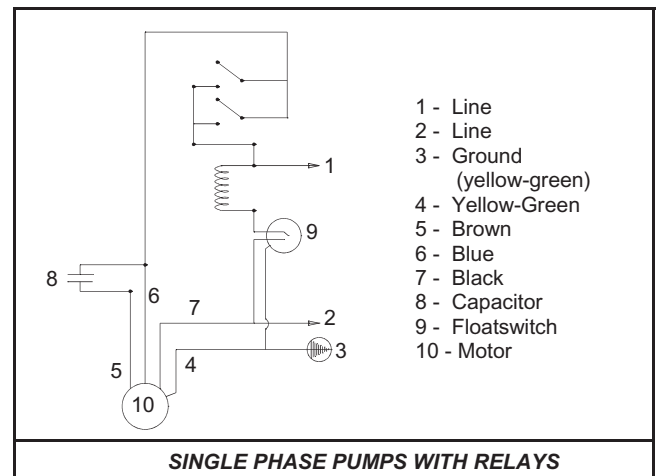 1
9
8
6
7
2
5
4
3
10
1 - Line
2 - Line
3 - Ground
(yellow-green)
4 - Yellow-Green
5 - Brown
6 - Blue
7 - Black
8 - Capacitor
9 - Floatswitch
10 - Motor
SINGLE PHASE PUMPS WITH RELAYS